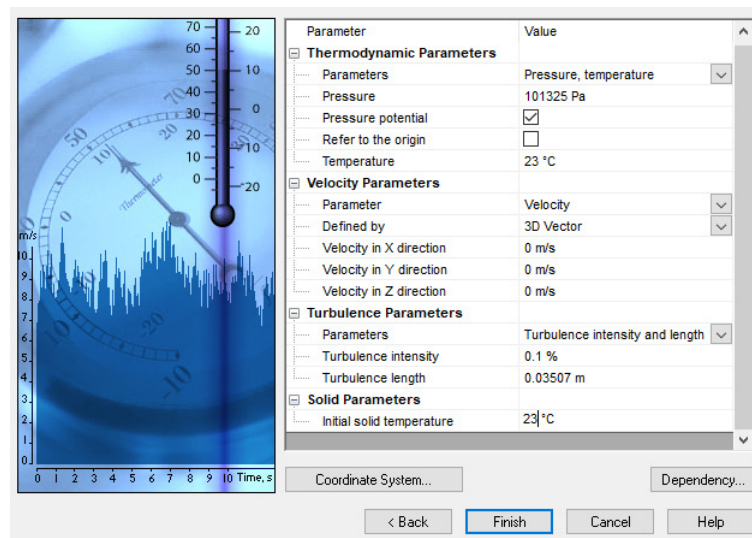 Parameter Value
Thermodynamic Parameters
Parameters Pressure, temperature
Pressure 101325 Pa
Pressure potential
Refer to the origin
Temperature 23 °C
Velocity Parameters
Parameter Velocity
Defined by 3D Vector
Velocity in X direction 0 m/s
Velocity in Y direction 0 m/s
Velocity in Z direction 0 m/s
Turbulence Parameters
Parameters Turbulence intensity and length
Turbulence intensity 0.1 %
Turbulence length 0.03507 m
Solid Parameters
Initial solid temperature 23 °C
Coordinate System... Dependency...
< Back Finish Cancel Help
70 20
60
50 10
40
30 0
20
10 -10
0 -20
70
50 20
10
0
Thermometer
-10
-20
-10
m/s
10
9
8
7
6
5
4
3
2
1
0
0 1 2 3 4 5 6 7 8 9 10 Time, s